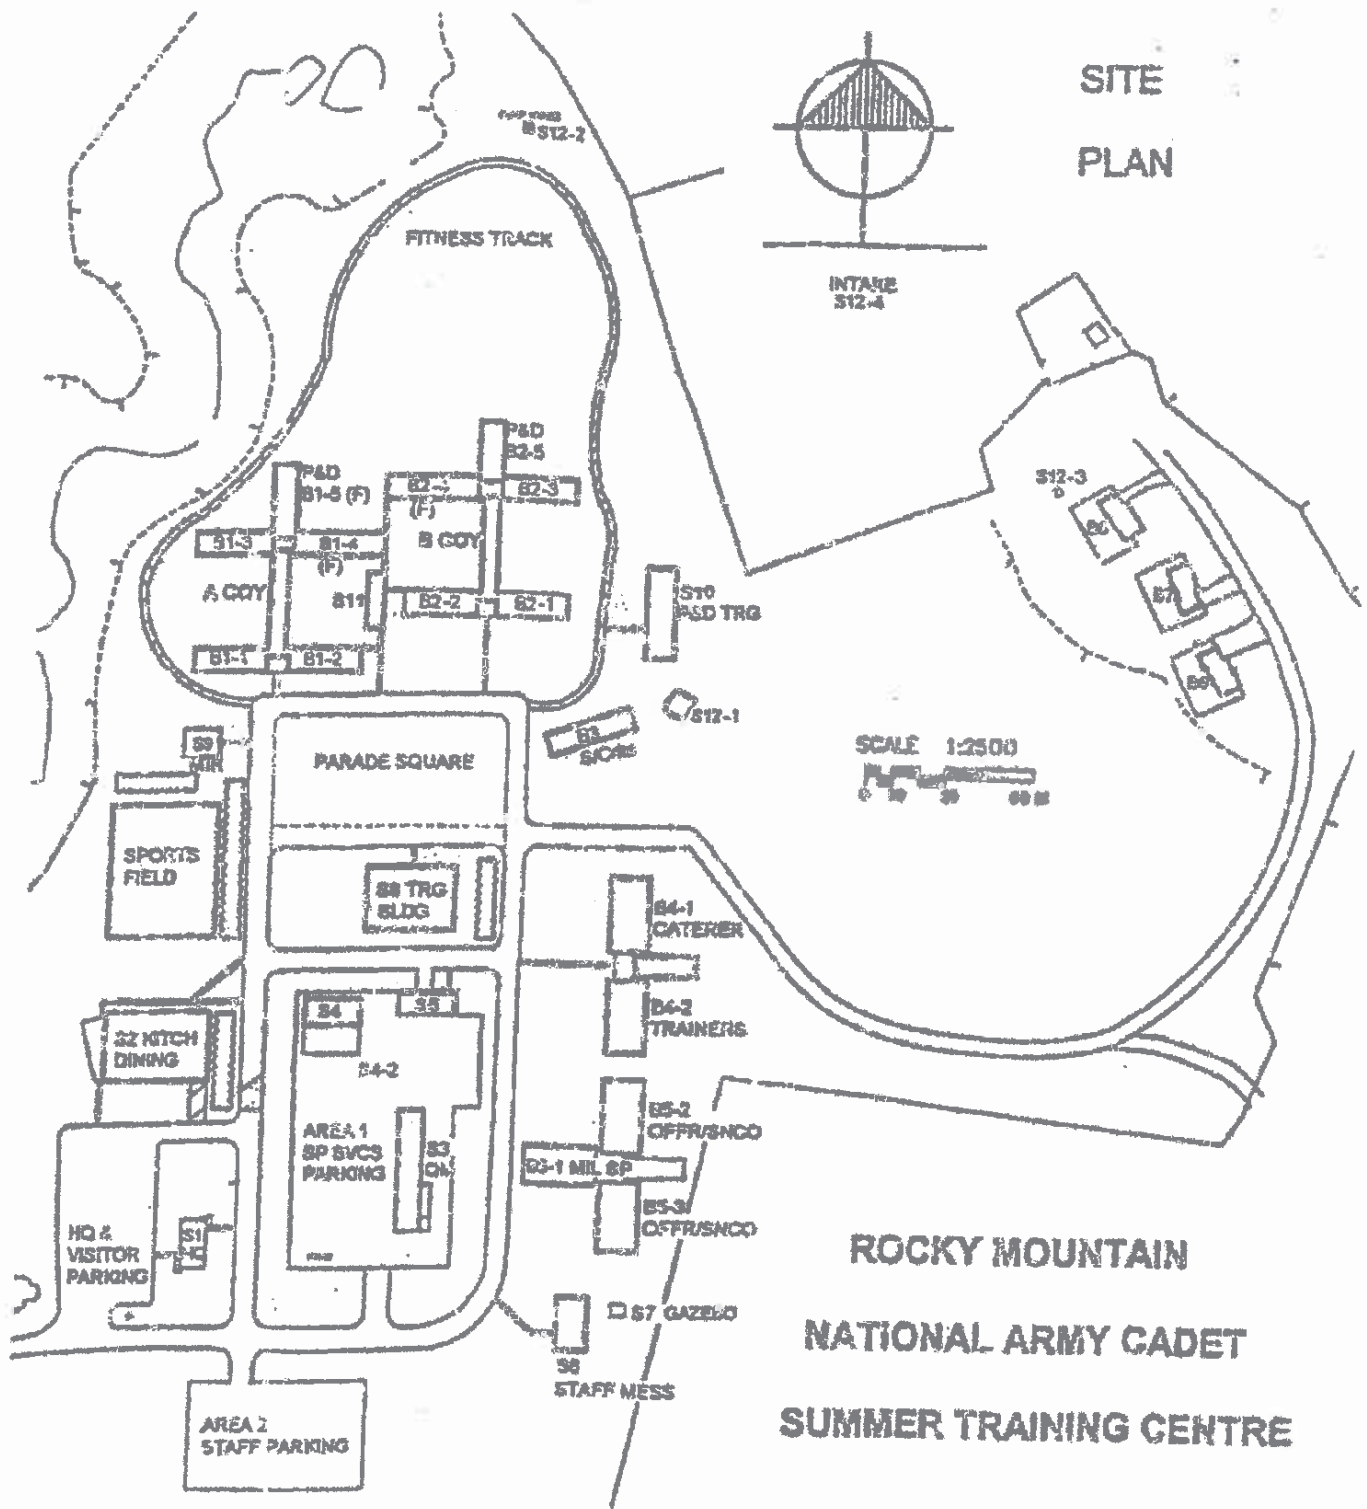 SITE
PLAN
S12-2
FITNESS TRACK
INTAKE
S12-4
P&D
B2-5
P&D
B1-5 (F)
B2-3
(F)
S12-3
B1-3
B1-4
(F)
B COY
A COY
S11
B2-2
B2-1
S10
P&D TRG
B7
B1-1
B1-2
S12-1
B3
S9
PARADE SQUARE
SCALE 1:2500
SPORTS
FIELD
S8 TRG
BLDG
B4-1
CATERER
S4
S5
B4-2
TRAINERS
S2 KITCH
DINING
S4-2
B5-2
OFFR/SNCO
AREA 1
SP SVCS
PARKING
S3
QM
B5-1 MIL SP
B5-3
OFFR/SNCO
HQ &
VISITOR
PARKING
S1
HQ
ROCKY MOUNTAIN
NATIONAL ARMY CADET
SUMMER TRAINING CENTRE
S7 GAZEBO
S6
STAFF MESS
AREA 2
STAFF PARKING